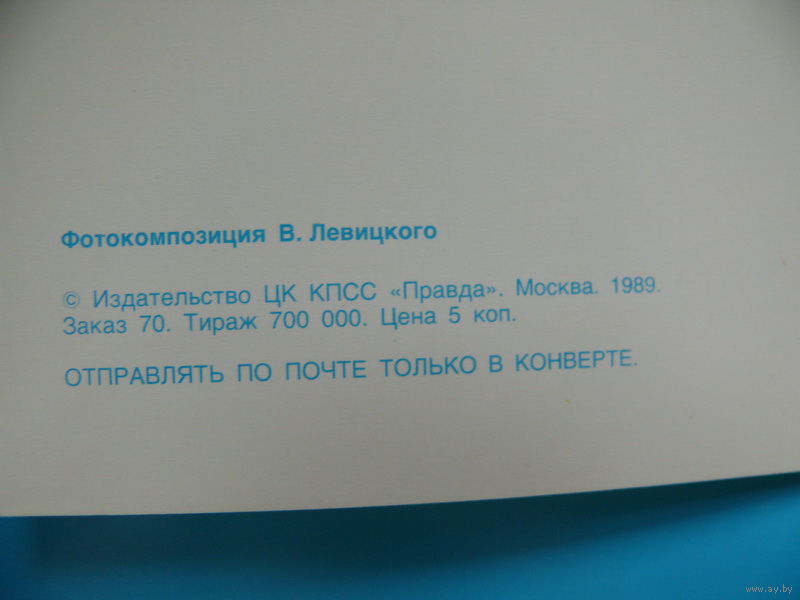 Фотокомпозиция В. Левицкого
© Издательство ЦК КПСС «Правда». Москва. 1989.
Заказ 70. Тираж 700 000. Цена 5 коп.
ОТПРАВЛЯТЬ ПО ПОЧТЕ ТОЛЬКО В КОНВЕРТЕ.
www.ay.by